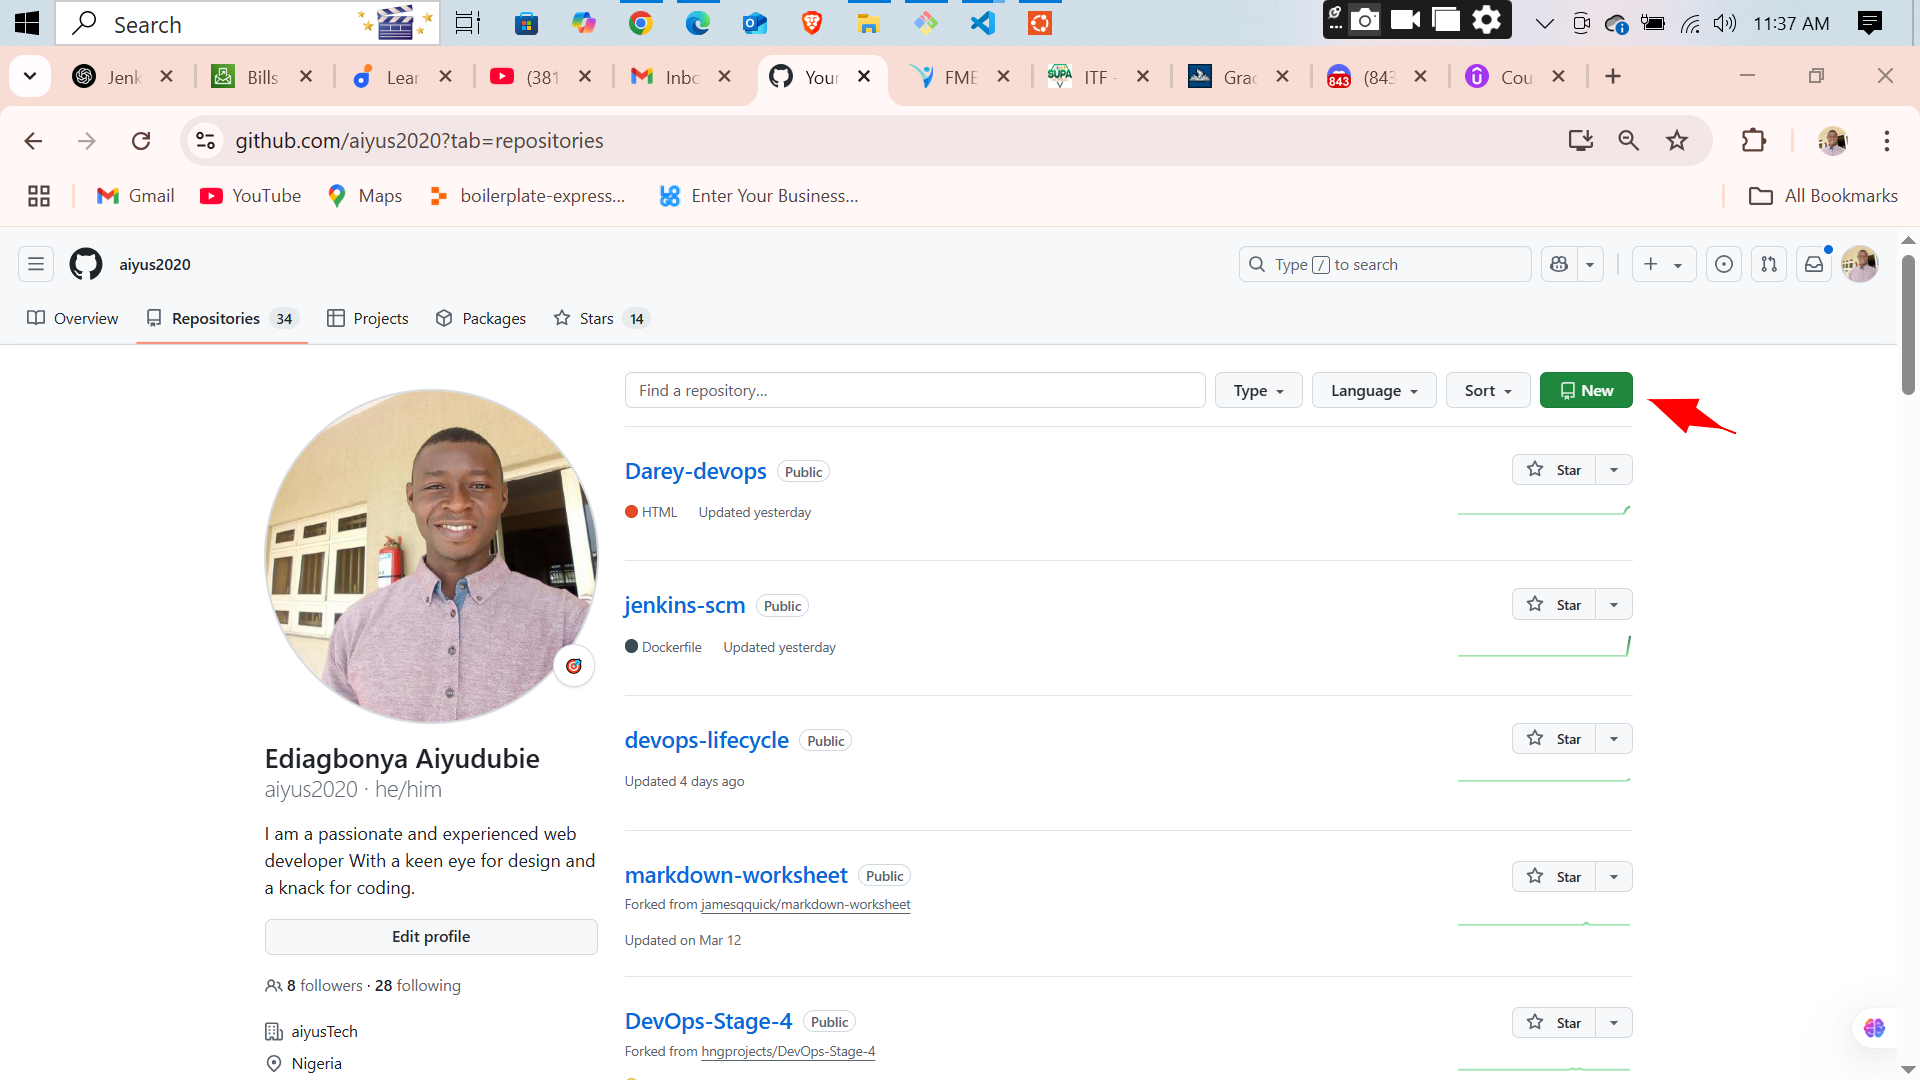 Search
11:37 AM
Jenk
Bills
Lear
(381
Inbo
Your
FME
ITF -
Grac
843
(843
Cou
github.com/aiyus2020?tab=repositories
Gmail
YouTube
Maps
boilerplate-express...
Enter Your Business...
All Bookmarks
aiyus2020
Type / to search
Overview
Repositories 34
Projects
Packages
Stars 14
Find a repository...
Type
Language
Sort
New
Darey-devops Public
Star
HTML Updated yesterday
jenkins-scm Public
Star
Dockerfile Updated yesterday
devops-lifecycle Public
Star
Updated 4 days ago
markdown-worksheet Public
Star
Forked from jamesqquick/markdown-worksheet
Updated on Mar 12
DevOps-Stage-4 Public
Star
Forked from hngprojects/DevOps-Stage-4
Ediagbonya Aiyudubie
aiyus2020 · he/him
I am a passionate and experienced web
developer With a keen eye for design and
a knack for coding.
Edit profile
8 followers · 28 following
aiyusTech
Nigeria